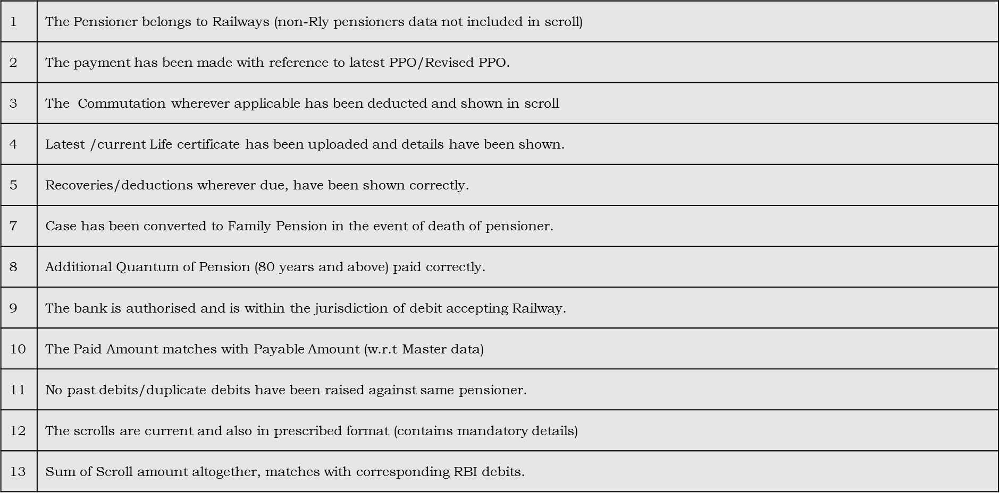 1 The Pensioner belongs to Railways (non-Rly pensioners data not included in scroll)
2 The payment has been made with reference to latest PPO/Revised PPO.
3 The Commutation wherever applicable has been deducted and shown in scroll
4 Latest /current Life certificate has been uploaded and details have been shown.
5 Recoveries/deductions wherever due, have been shown correctly.
7 Case has been converted to Family Pension in the event of death of pensioner.
8 Additional Quantum of Pension (80 years and above) paid correctly.
9 The bank is authorised and is within the jurisdiction of debit accepting Railway.
10 The Paid Amount matches with Payable Amount (w.r.t Master data)
11 No past debits/duplicate debits have been raised against same pensioner.
12 The scrolls are current and also in prescribed format (contains mandatory details)
13 Sum of Scroll amount altogether, matches with corresponding RBI debits.